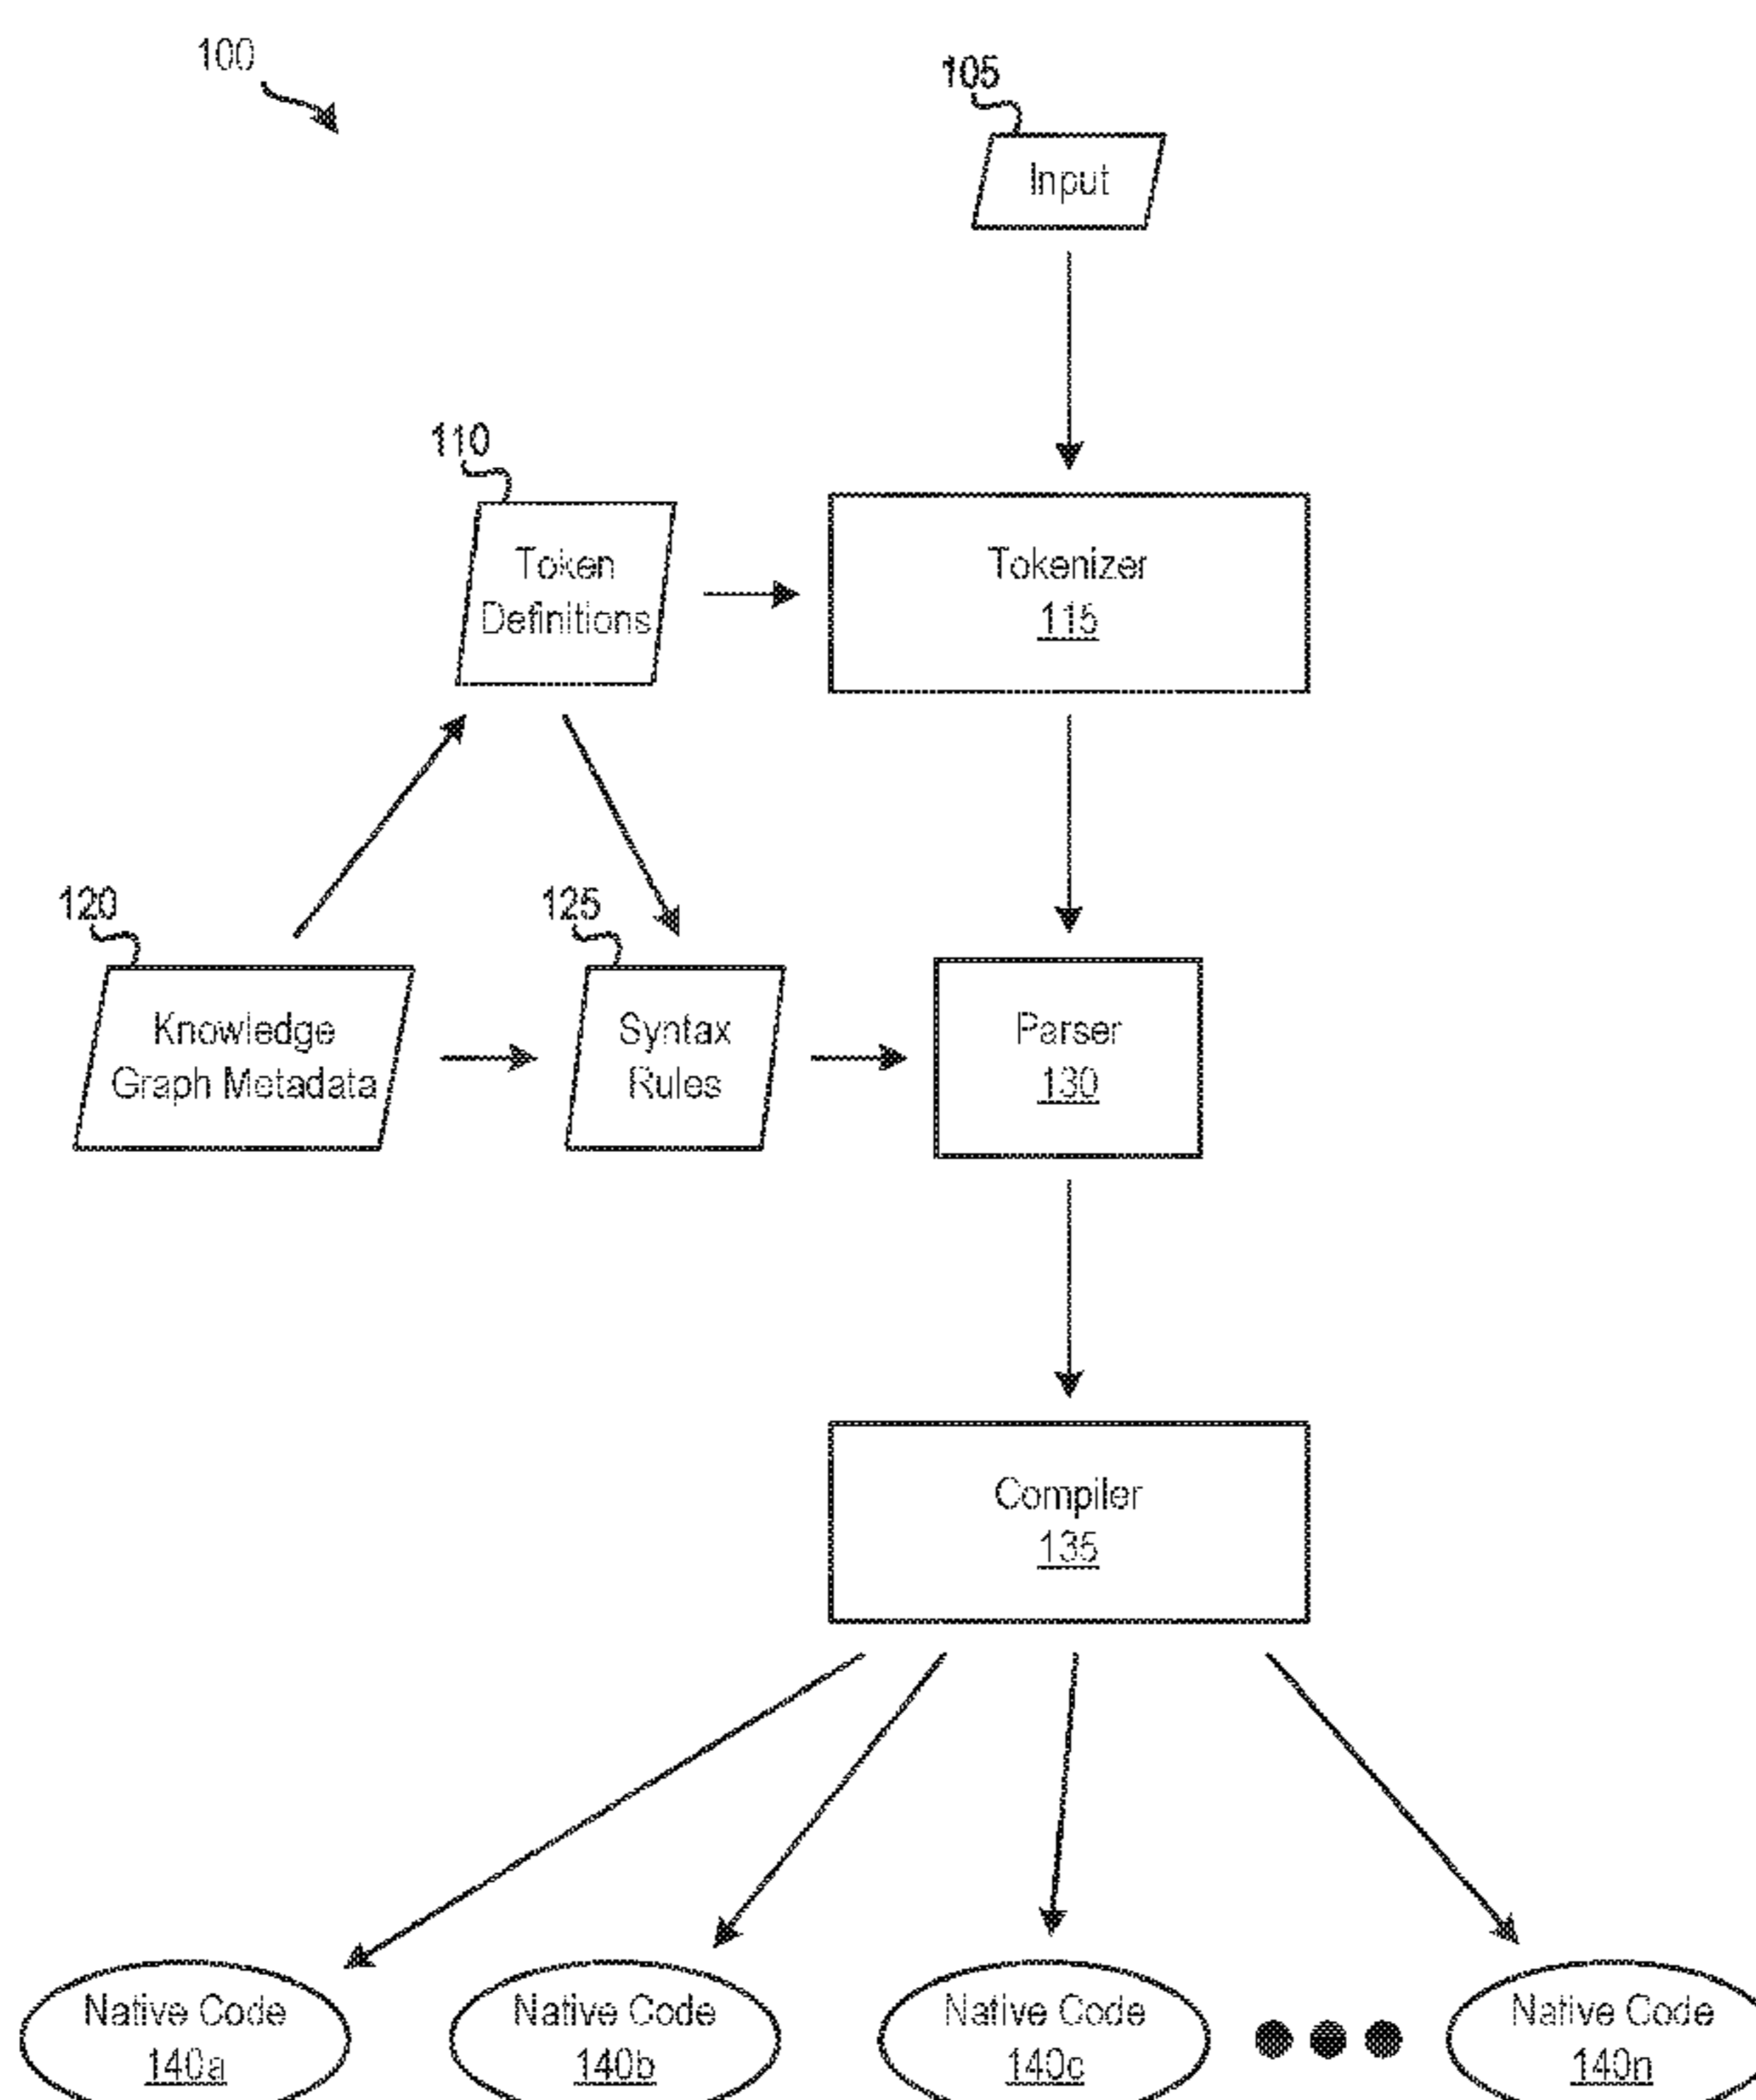 100
105
Input
110
Token
Definitions
Tokenizer
115
120
Knowledge
Graph Metadata
125
Syntax
Rules
Parser
130
Compiler
135
Native Code
140a
Native Code
140b
Native Code
140c
Native Code
140n